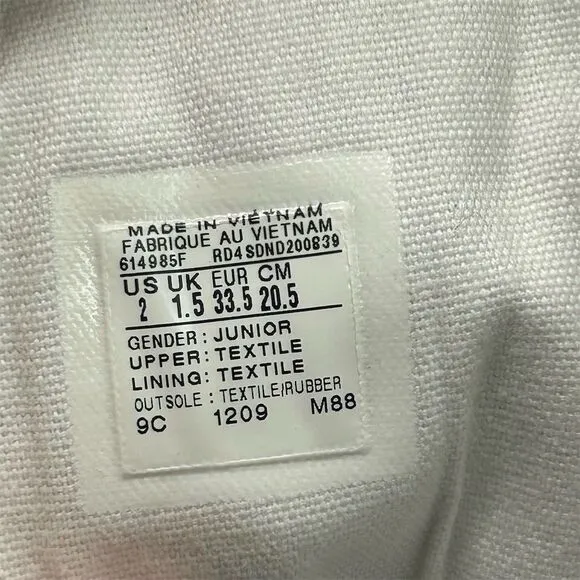 MADE IN VIETNAM
FABRIQUE AU VIETNAM
614985F RD4SDND200839
US UK EUR CM
2 1.5 33.5 20.5
GENDER: JUNIOR
UPPER: TEXTILE
LINING: TEXTILE
OUTSOLE: TEXTILE/RUBBER
9C 1209 M88